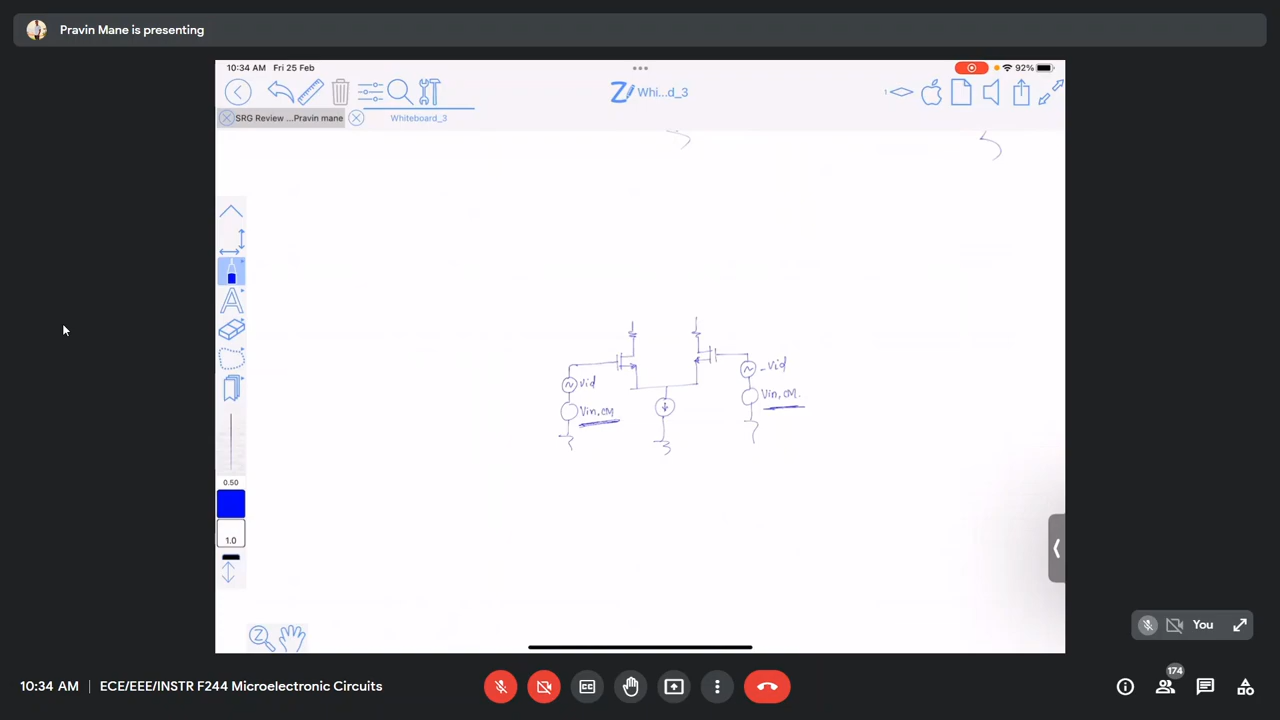 Pravin Mane is presenting
10:34 AM Fri 25 Feb
92%
Whi...d_3
1
SRG Review ...Pravin mane
Whiteboard_3
A
0.50
1.0
Z
Vid
Vin,CM
-Vid
Vin,CM.
You
10:34 AM | ECE/EEE/INSTR F244 Microelectronic Circuits
174